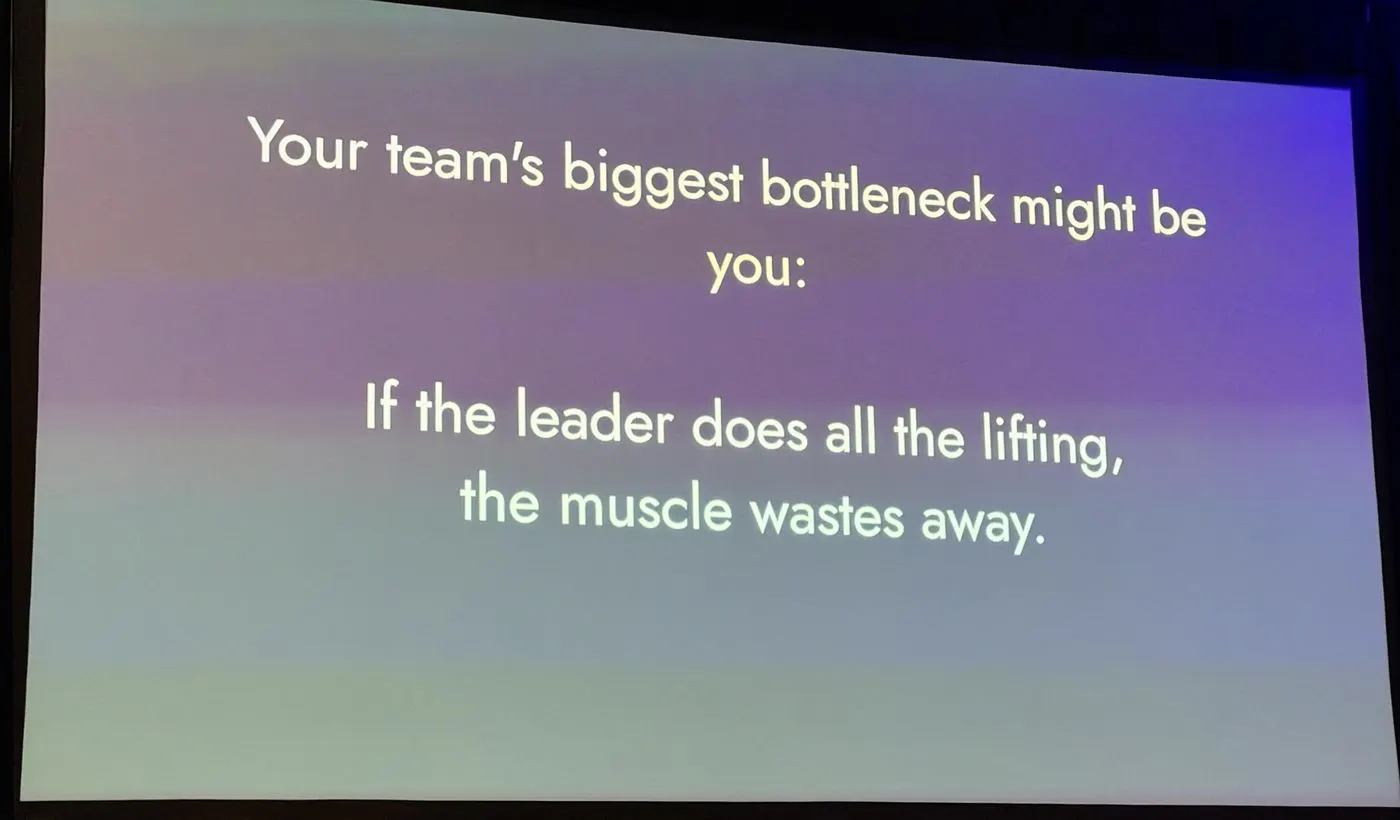 Your team's biggest bottleneck might be
you:
If the leader does all the lifting,
the muscle wastes away.